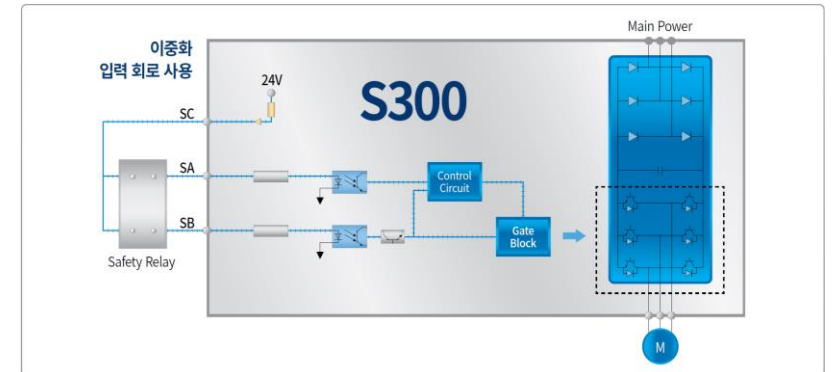 Main Power
이중화
입력 회로 사용
24V
S300
SC
SA
Control
Circuit
SB
Gate
Block
Safety Relay
M